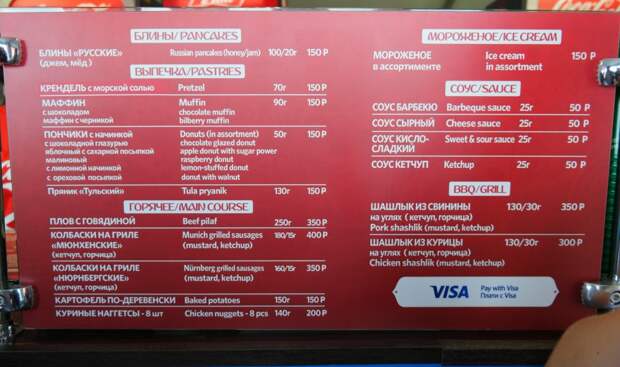 БЛИНЫ/PANCAKES
БЛИНЫ «РУССКИЕ» Russian pancakes (honey/jam) 100/20г 150 Р
(джем, мёд)
ВЫПЕЧКА/PASTRIES
КРЕНДЕЛЬ с морской солью Pretzel 70г 150 Р
МАФФИН Muffin 90г 150 Р
с шоколадом chocolate muffin
маффин с черникой bilberry muffin
ПОНЧИКИ с начинкой Donuts (in assortment) 50г 150 Р
с шоколадной глазурью chocolate glazed donut
яблочный с сахарной посыпкой apple donut with sugar power
малиновый raspberry donut
с лимонной начинкой lemon-stuffed donut
с ореховой посыпкой donut with walnut
Пряник «Тульский» Tula pryanik 130г 150 Р
ГОРЯЧЕЕ/MAIN COURSE
ПЛОВ С ГОВЯДИНОЙ Beef pilaf 250г 350 Р
КОЛБАСКИ НА ГРИЛЕ Munich grilled sausages 180/15г 400 Р
«МЮНХЕНСКИЕ» (mustard, ketchup)
(кетчуп, горчица)
КОЛБАСКИ НА ГРИЛЕ Nürnberg grilled sausages 160/15г 350 Р
«НЮРНБЕРГСКИЕ» (mustard, ketchup)
(кетчуп, горчица)
КАРТОФЕЛЬ ПО-ДЕРЕВЕНСКИ Baked potatoes 150г 150 Р
КУРИНЫЕ НАГГЕТСЫ - 8 шт Chicken nuggets - 8 pcs 140г 200 Р
МОРОЖЕНОЕ/ICE CREAM
МОРОЖЕНОЕ Ice cream 150 Р
в ассортименте in assortment
СОУС/SAUCE
СОУС БАРБЕКЮ Barbeque sauce 25г 50 Р
СОУС СЫРНЫЙ Cheese sauce 25г 50 Р
СОУС КИСЛО- Sweet & sour sauce 25г 50 Р
СЛАДКИЙ
СОУС КЕТЧУП Ketchup 25г 50 Р
BBQ/GRILL
ШАШЛЫК ИЗ СВИНИНЫ 130/30г 350 Р
на углях (кетчуп, горчица)
Pork shashlik (mustard, ketchup)
ШАШЛЫК ИЗ КУРИЦЫ 130/30г 300 Р
на углях (кетчуп, горчица)
Chicken shashlik (mustard, ketchup)
VISA Pay with Visa
Плати с Visa